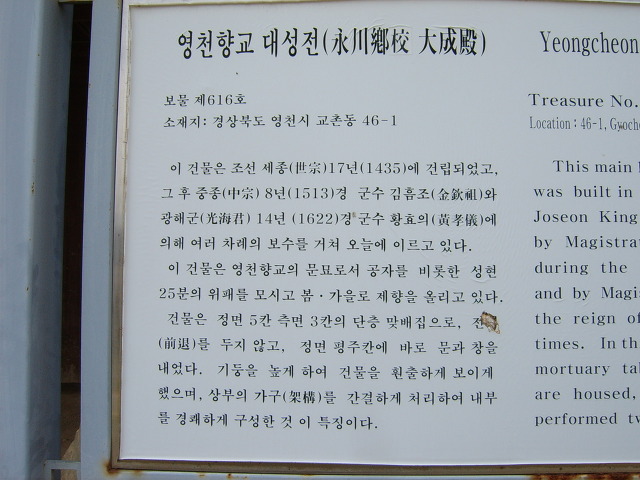 영천향교 대성전(永川鄕校 大成殿)
보물 제616호
소재지: 경상북도 영천시 교촌동 46-1
이 건물은 조선 세종(世宗)17년(1435)에 건립되었고,
그 후 중종(中宗) 8년(1513)경 군수 김흠조(金欽祖)와
광해군(光海君) 14년 (1622)경 군수 황효의(黃孝儀)에
의해 여러 차례의 보수를 거쳐 오늘에 이르고 있다.
이 건물은 영천향교의 문묘로서 공자를 비롯한 성현
25분의 위패를 모시고 봄·가을로 제향을 올리고 있다.
건물은 정면 5칸 측면 3칸의 단층 맞배집으로,
(前退)를 두지 않고, 정면 평주칸에 바로 문과 창을
내었다. 기둥을 높게 하여 건물을 훤출하게 보이게
했으며, 상부의 가구(架構)를 간결하게 처리하여 내부
를 경쾌하게 구성한 것 이 특징이다.
Yeongcheon
Treasure No.
Location : 46-1,
This main
was built in
Joseon King
by
during the
and by
the reign of
times. In
mortuary
are housed,
performed